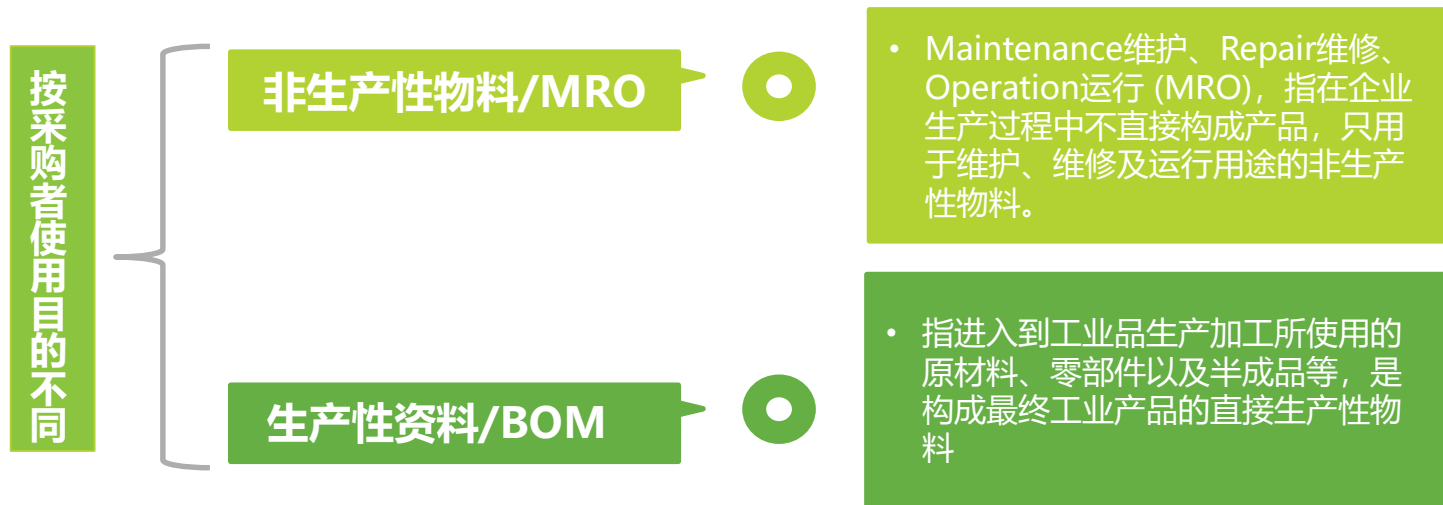 按采购者使用目的不同
非生产性物料/MRO
• Maintenance维护、Repair维修、
Operation运行 (MRO)，指在企业
生产过程中不直接构成产品，只用
于维护、维修及运行用途的非生产
性物料。
生产性资料/BOM
• 指进入到工业品生产加工所使用的
原材料、零部件以及半成品等，是
构成最终工业产品的直接生产性物
料